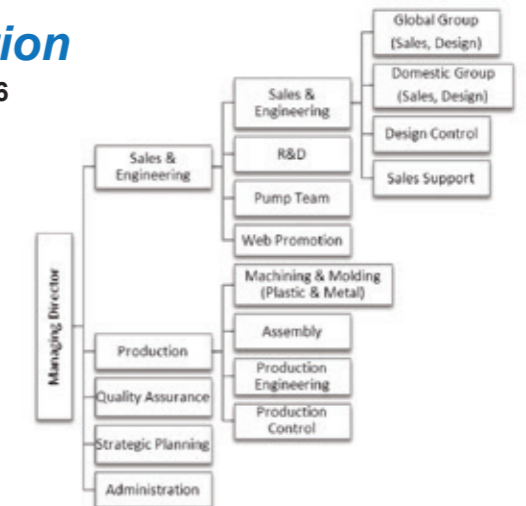 tion
6
Managing Director
Sales &
Engineering
Sales &
Engineering
Global Group
(Sales, Design)
Domestic Group
(Sales, Design)
Design Control
Sales Support
R&D
Pump Team
Web Promotion
Production
Machining & Molding
(Plastic & Metal)
Assembly
Production
Engineering
Production
Control
Quality Assurance
Strategic Planning
Administration